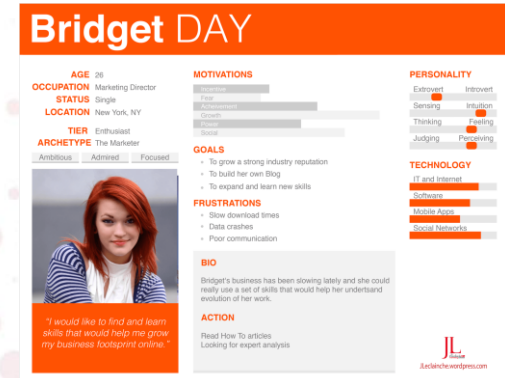 Bridget DAY
AGE 26
OCCUPATION Marketing Director
STATUS Single
LOCATION New York, NY
TIER Enthusiast
ARCHETYPE The Marketer
Ambitious Admired Focused
"I would like to find and learn
skills that would help me grow
my business footsprint online."
MOTIVATIONS
Incentive
Fear
Achievement
Growth
Power
Social
GOALS
To grow a strong industry reputation
To build her own Blog
To expand and learn new skills
FRUSTRATIONS
Slow download times
Data crashes
Poor communication
BIO
Bridget's business has been slowing lately and she could
really use a set of skills that would help her undertsand
evolution of her work.
ACTION
Read How To articles
Looking for expert analysis
PERSONALITY
Extrovert Introvert
Sensing Intuition
Thinking Feeling
Judging Perceiving
TECHNOLOGY
IT and Internet
Software
Mobile Apps
Social Networks
JL
JLeclainche.wordpress.com